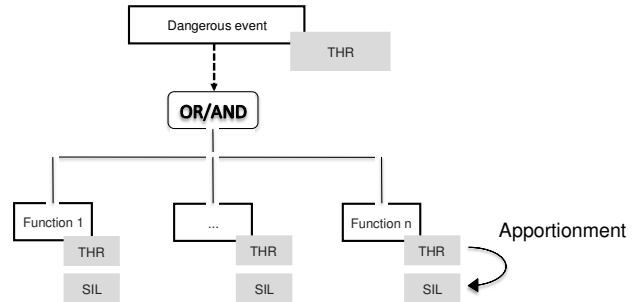 Dangerous event
THR
OR/AND
Function 1
...
Function n
THR
THR
THR
Apportionment
SIL
SIL
SIL